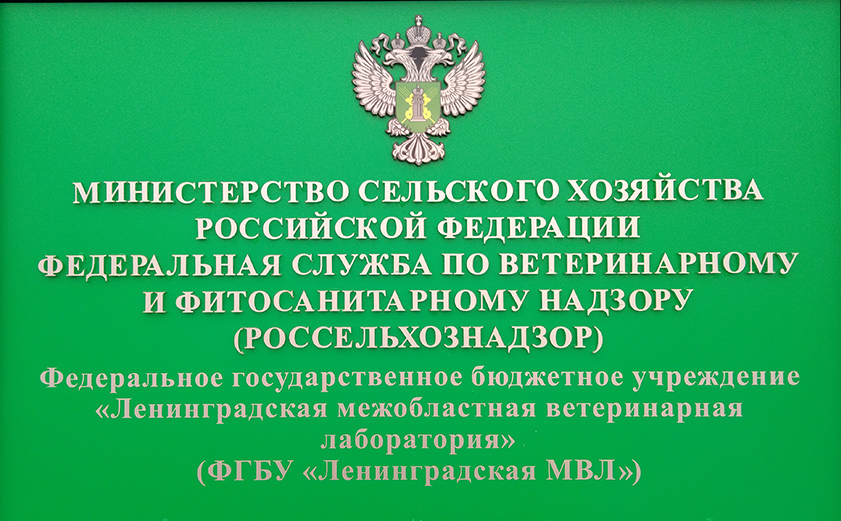 МИНИСТЕРСТВО СЕЛЬСКОГО ХОЗЯЙСТВА
РОССИЙСКОЙ ФЕДЕРАЦИИ
ФЕДЕРАЛЬНАЯ СЛУЖБА ПО ВЕТЕРИНАРНОМУ
И ФИТОСАНИТАРНОМУ НАДЗОРУ
(РОССЕЛЬХОЗНАДЗОР)
Федеральное государственное бюджетное учреждение
«Ленинградская межобластная ветеринарная
лаборатория»
(ФГБУ «Ленинградская МВЛ»)